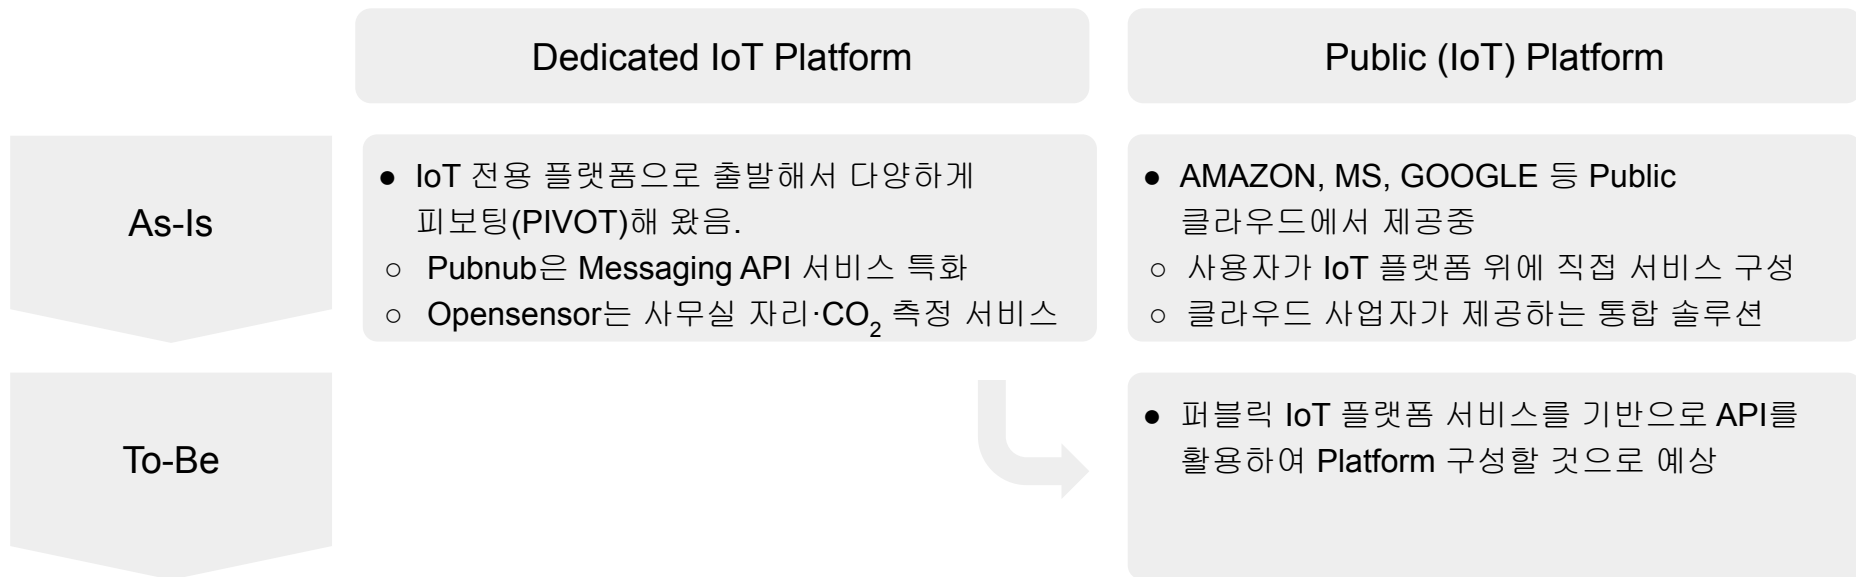 Dedicated IoT Platform
Public (IoT) Platform
As-Is
● IoT 전용 플랫폼으로 출발해서 다양하게
피보팅(PIVOT)해 왔음.
○ Pubnub은 Messaging API 서비스 특화
○ Opensensor는 사무실 자리·CO₂ 측정 서비스
● AMAZON, MS, GOOGLE 등 Public
클라우드에서 제공중
○ 사용자가 IoT 플랫폼 위에 직접 서비스 구성
○ 클라우드 사업자가 제공하는 통합 솔루션
To-Be
● 퍼블릭 IoT 플랫폼 서비스를 기반으로 API를
활용하여 Platform 구성할 것으로 예상